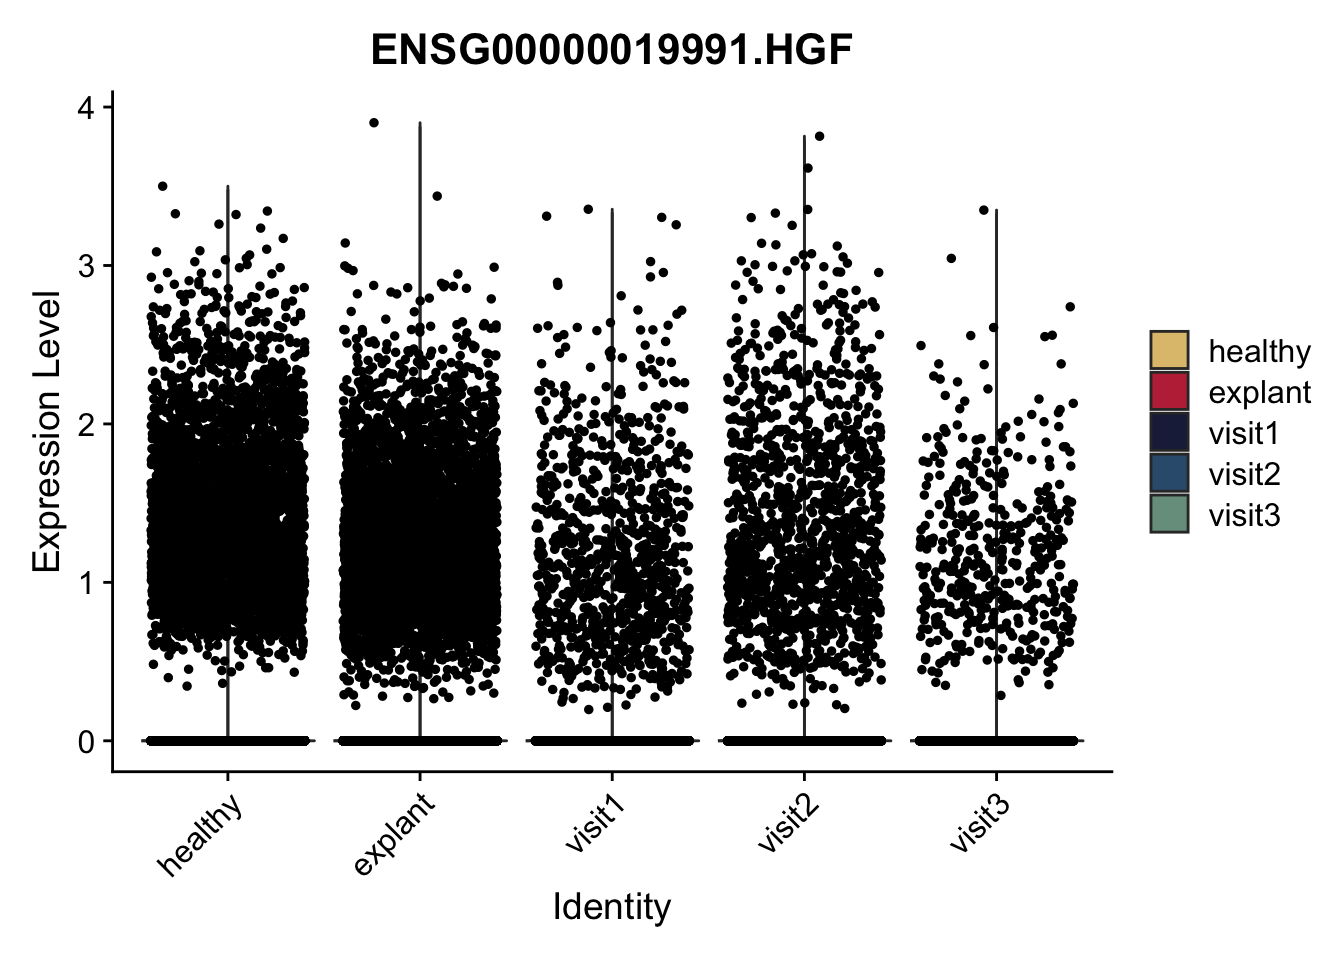 ENSG00000019991.HGF
4
3
2
1
0
Expression Level
healthy
explant
visit1
visit2
visit3
Identity
healthy
explant
visit1
visit2
visit3